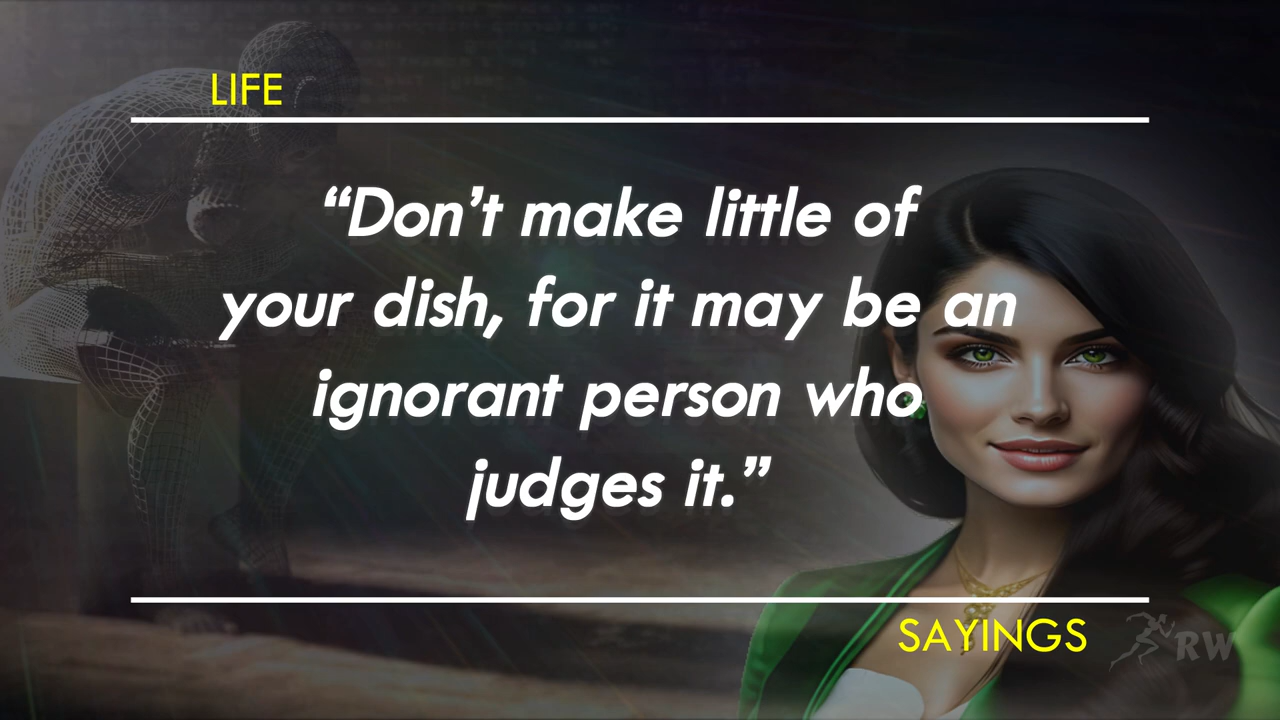 LIFE
“Don’t make little of
your dish, for it may be an
ignorant person who
judges it.”
SAYINGS
RW